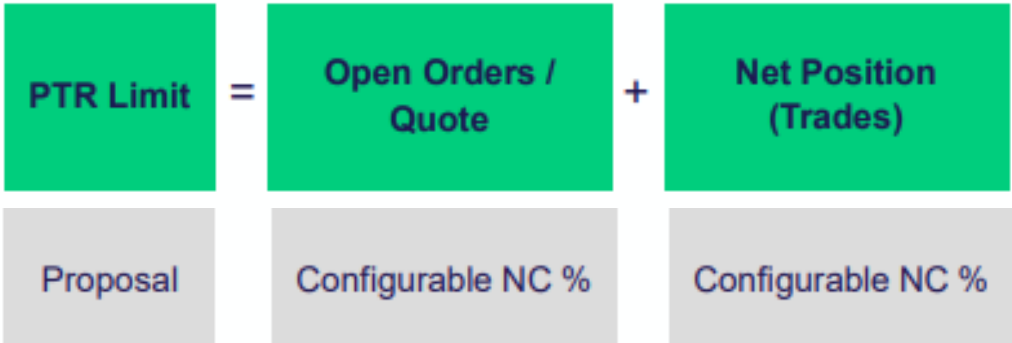 PTR Limit = Open Orders / Quote + Net Position (Trades)
Proposal Configurable NC % Configurable NC %